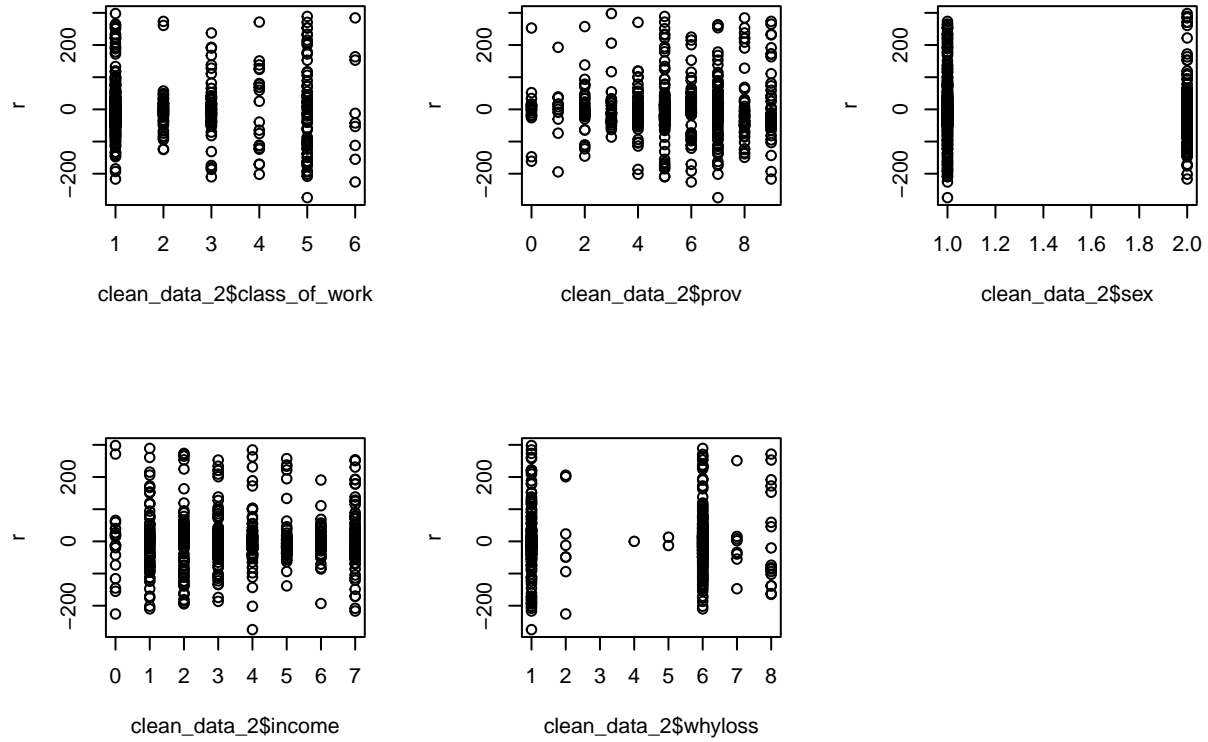 r
200
0
−200
1 2 3 4 5 6
clean_data_2$class_of_work
r
200
0
−200
0 2 4 6 8
clean_data_2$prov
r
200
0
−200
1.0 1.2 1.4 1.6 1.8 2.0
clean_data_2$sex
r
200
0
−200
0 1 2 3 4 5 6 7
clean_data_2$income
r
200
0
−200
1 2 3 4 5 6 7 8
clean_data_2$whyloss